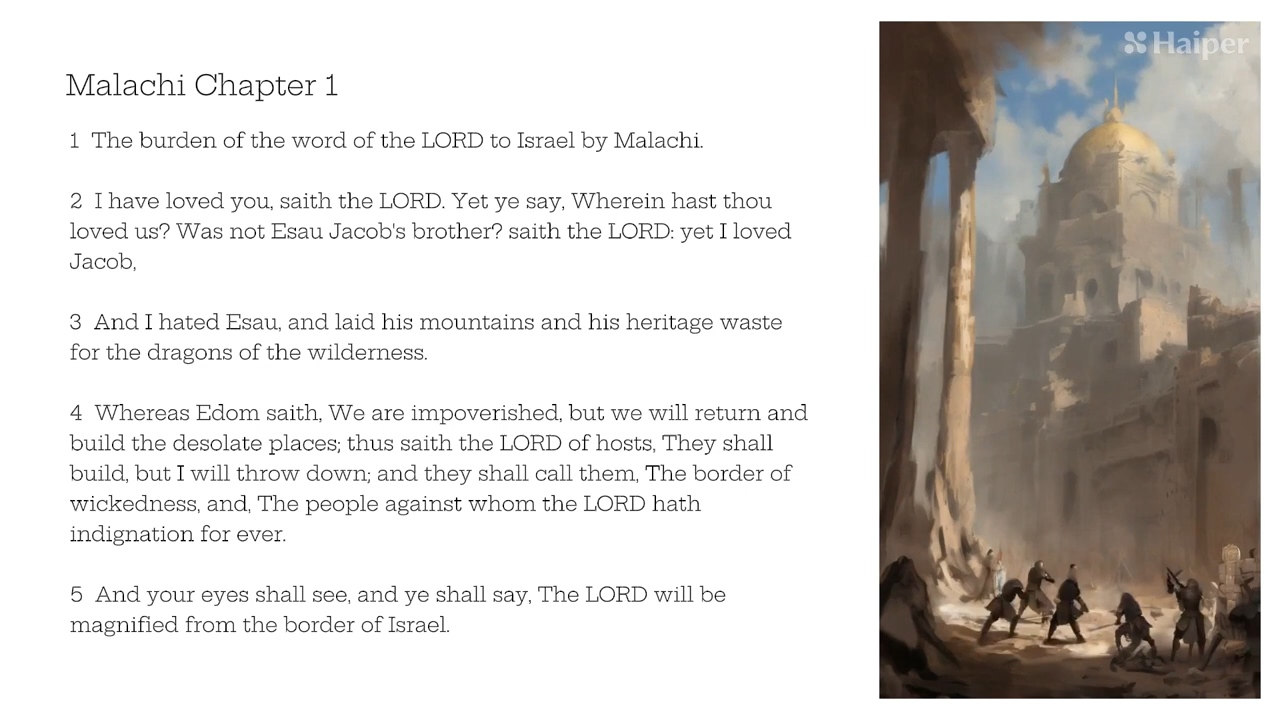 Malachi Chapter 1
1 The burden of the word of the LORD to Israel by Malachi.
2 I have loved you, saith the LORD. Yet ye say, Wherein hast thou
loved us? Was not Esau Jacob's brother? saith the LORD: yet I loved
Jacob,
3 And I hated Esau, and laid his mountains and his heritage waste
for the dragons of the wilderness.
4 Whereas Edom saith, We are impoverished, but we will return and
build the desolate places; thus saith the LORD of hosts, They shall
build, but I will throw down; and they shall call them, The border of
wickedness, and, The people against whom the LORD hath
indignation for ever.
5 And your eyes shall see, and ye shall say, The LORD will be
magnified from the border of Israel.
Haiper